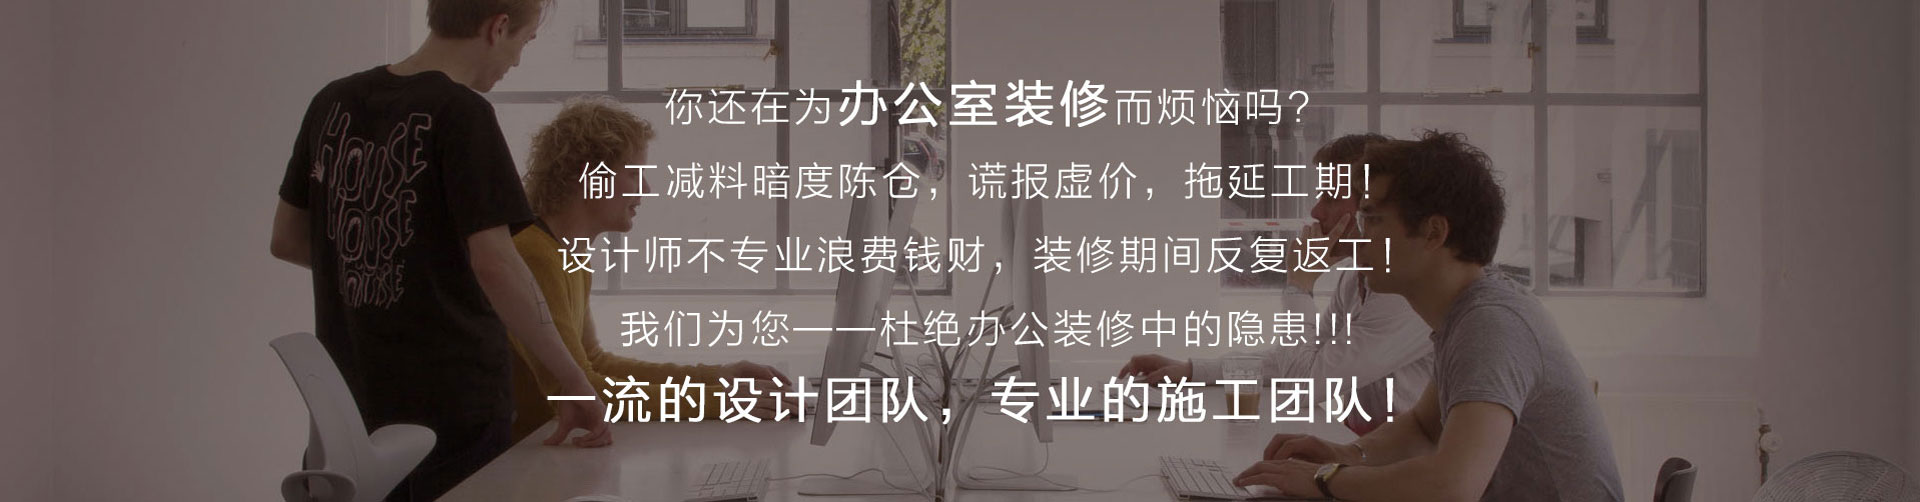 你还在为办公室装修而烦恼吗?
偷工减料暗度陈仓，谎报虚价，拖延工期!
设计师不专业浪费钱财，装修期间反复返工!
我们为您——杜绝办公装修中的隐患!!!
一流的设计团队，专业的施工团队!
HOUSE
HOUSE
HOUSE
HOUSE